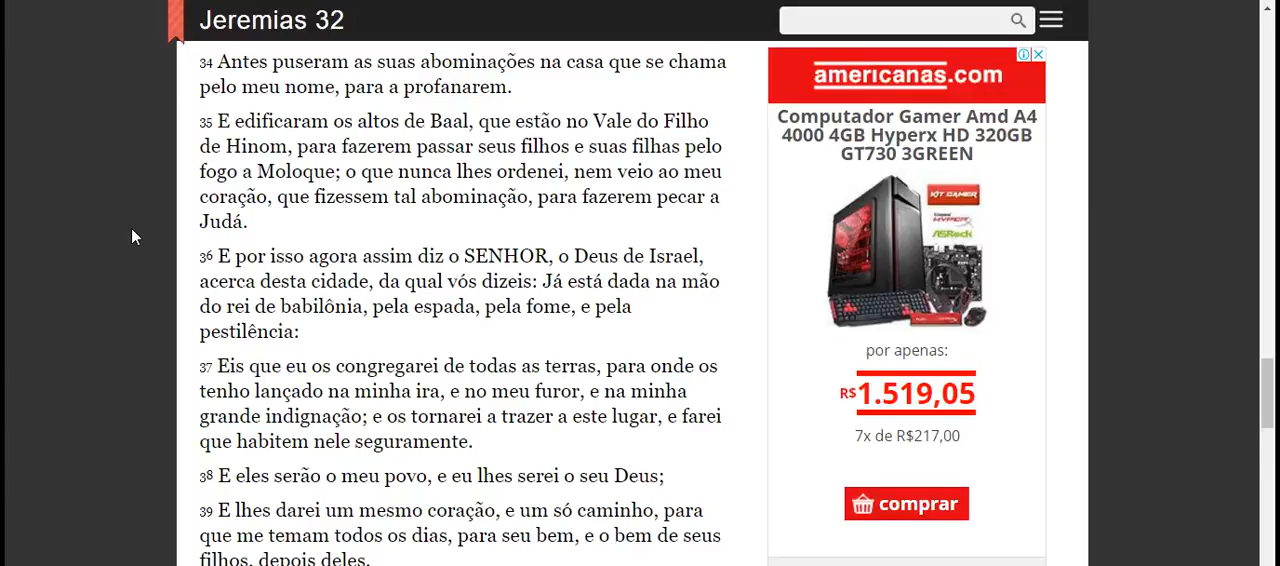 Jeremias 32
34 Antes puseram as suas abominações na casa que se chama
pelo meu nome, para a profanarem.
35 E edificaram os altos de Baal, que estão no Vale do Filho
de Hinom, para fazerem passar seus filhos e suas filhas pelo
fogo a Moloque; o que nunca lhes ordenei, nem veio ao meu
coração, que fizessem tal abominação, para fazerem pecar a
Judá.
36 E por isso agora assim diz o SENHOR, o Deus de Israel,
acerca desta cidade, da qual vós dizeis: Já está dada na mão
do rei de babilônia, pela espada, pela fome, e pela
pestilência:
37 Eis que eu os congregarei de todas as terras, para onde os
tenho lançado na minha ira, e no meu furor, e na minha
grande indignação; e os tornarei a trazer a este lugar, e farei
que habitem nele seguramente.
38 E eles serão o meu povo, e eu lhes serei o seu Deus;
39 E lhes darei um mesmo coração, e um só caminho, para
que me temam todos os dias, para seu bem, e o bem de seus
filhos, depois deles.
americanas.com
Computador Gamer Amd A4
4000 4GB Hyperx HD 320GB
GT730 3GREEN
KIT GAMER
HYPERX
ASRock
por apenas:
R$1.519,05
7x de R$217,00
comprar